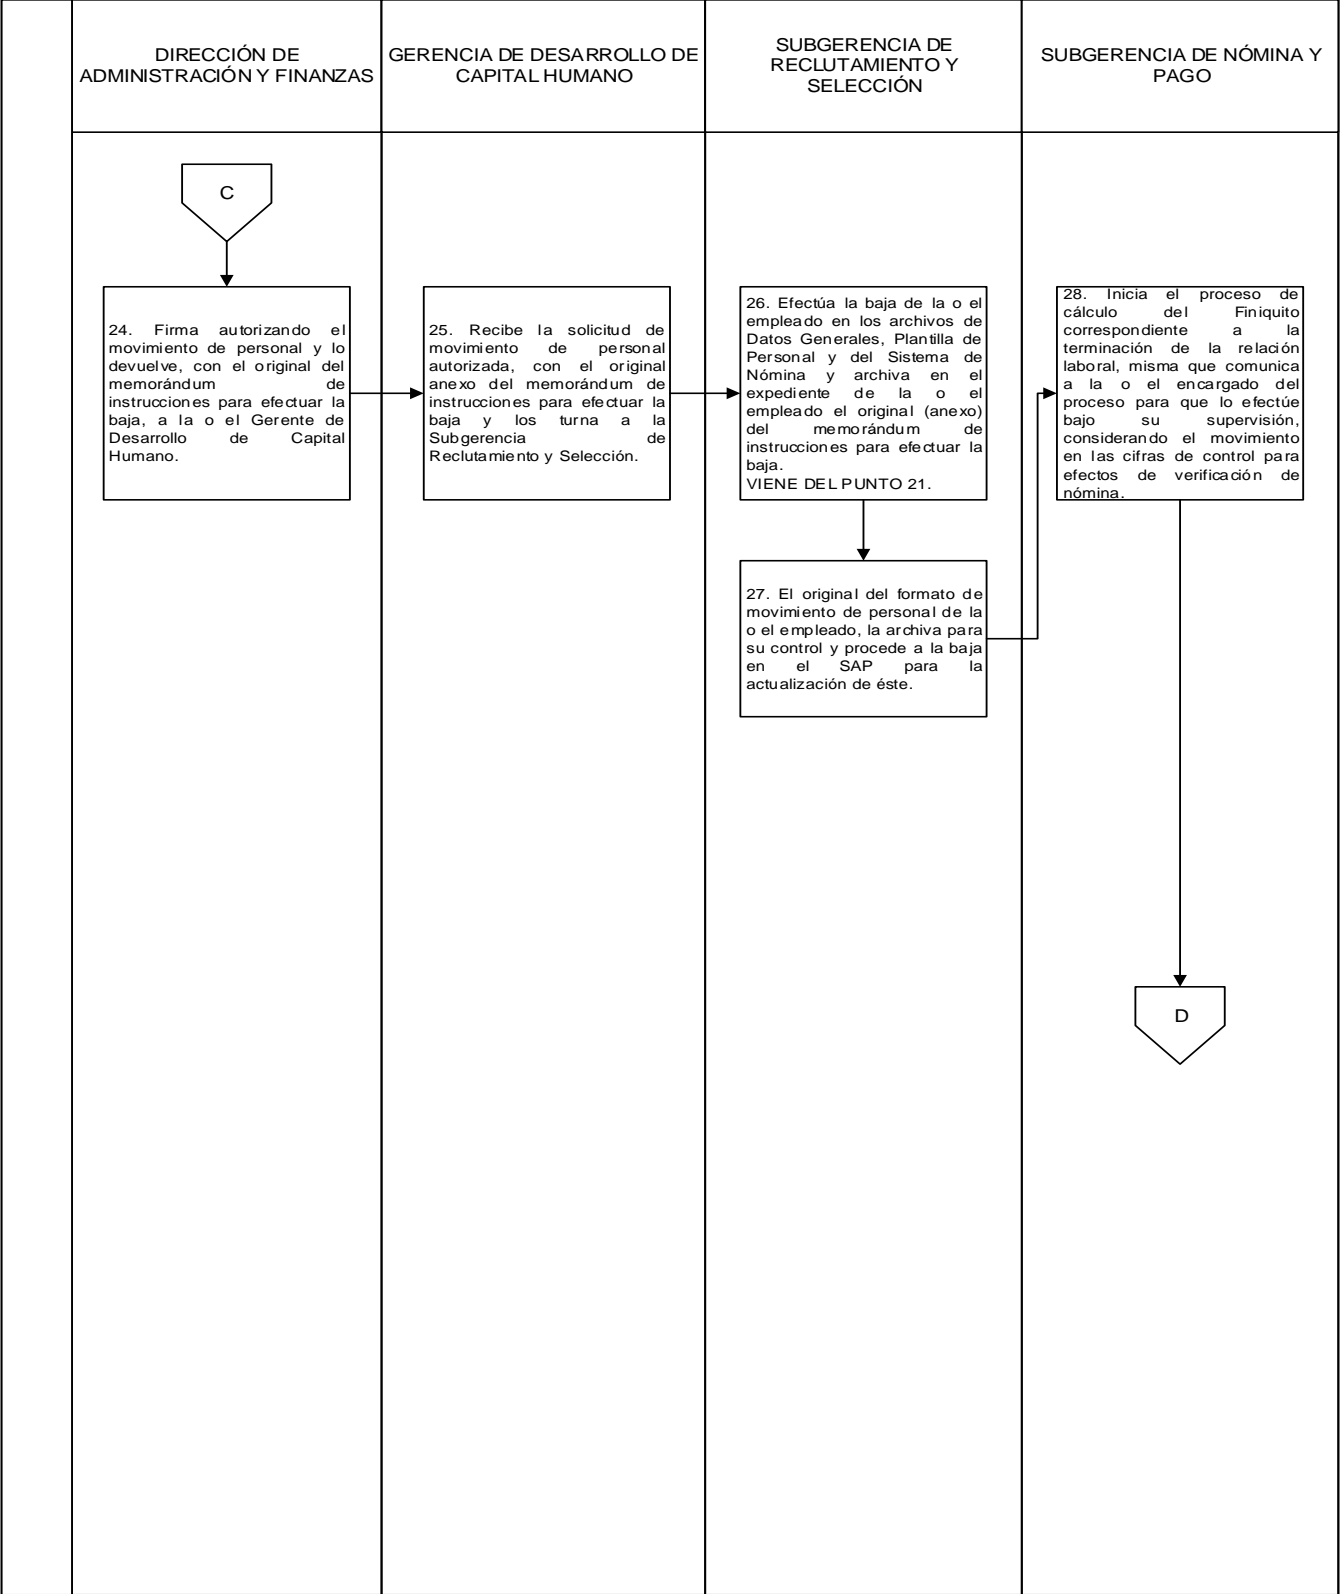 DIRECCIÓN DE
ADMINISTRACIÓN Y FINANZAS
GERENCIA DE DESARROLLO DE
CAPITAL HUMANO
SUBGERENCIA DE
RECLUTAMIENTO Y
SELECCIÓN
SUBGERENCIA DE NÓMINA Y
PAGO
C
24. Firma autorizando el
movimiento de personal y lo
devuelve, con el original del
memorándum de
instrucciones para efectuar la
baja, a la o el Gerente de
Desarrollo de Capital
Humano.
25. Recibe la solicitud de
movimiento de personal
autorizada, con el original
anexo del memorándum de
instrucciones para efectuar la
baja y los turna a la
Subgerencia de
Reclutamiento y Selección.
26. Efectúa la baja de la o el
empleado en los archivos de
Datos Generales, Plantilla de
Personal y del Sistema de
Nómina y archiva en el
expediente de la o el
empleado el original (anexo)
del memorándum de
instrucciones para efectuar la
baja.
VIENE DEL PUNTO 21.
27. El original del formato de
movimiento de personal de la
o el empleado, la archiva para
su control y procede a la baja
en el SAP para la
actualización de éste.
28. Inicia el proceso de
cálculo del Finiquito
correspondiente a la
terminación de la relación
laboral, misma que comunica
a la o el encargado del
proceso para que lo efectúe
bajo su supervisión,
considerando el movimiento
en las cifras de control para
efectos de verificación de
nómina.
D